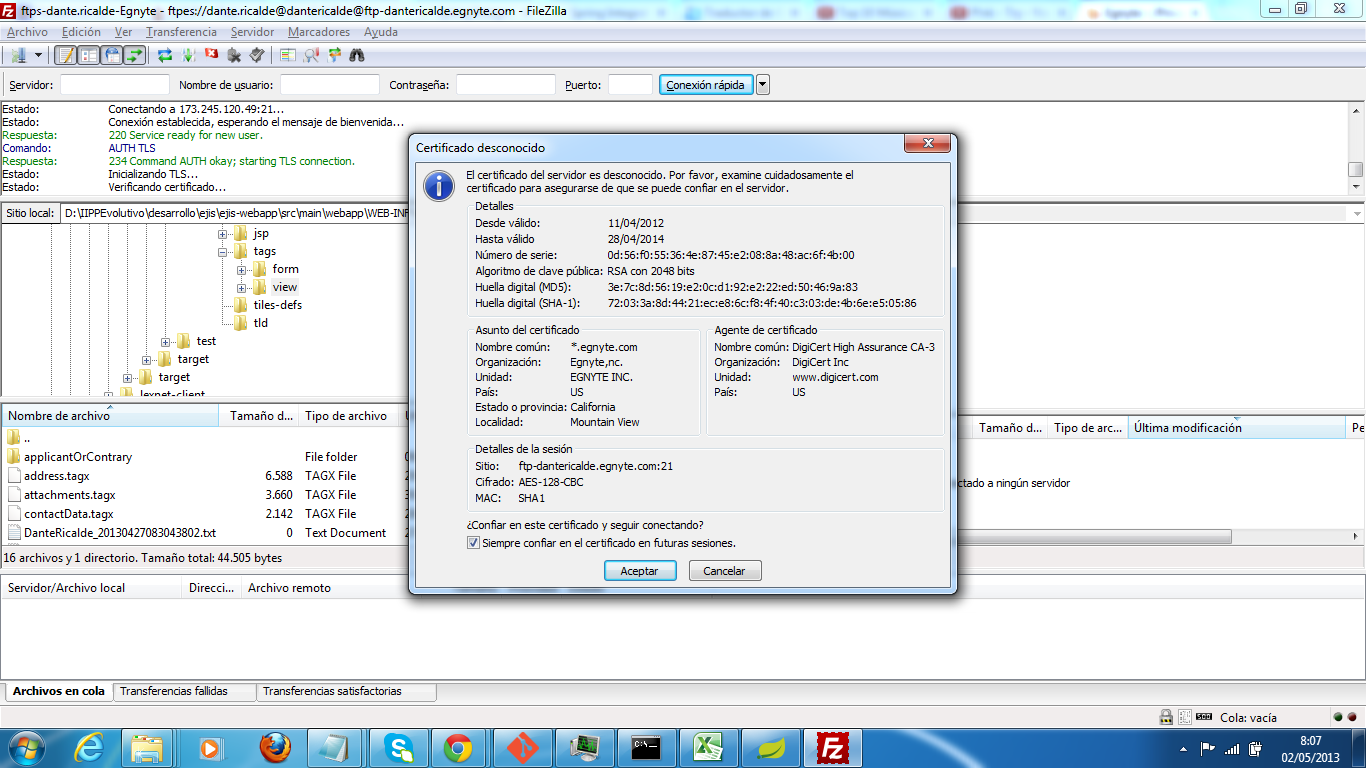 ftps-dante.ricalde-Egnyte - ftpes://dante.ricalde@dantericalde@ftp-dantericalde.egnyte.com - FileZilla
Archivo Edición Ver Transferencia Servidor Marcadores Ayuda
Servidor: Nombre de usuario: Contraseña: Puerto: Conexión rápida
Estado: Conectando a 173.245.120.49:21...
Estado: Conexión establecida, esperando el mensaje de bienvenida...
Respuesta: 220 Service ready for new user.
Comando: AUTH TLS
Respuesta: 234 Command AUTH okay; starting TLS connection.
Estado: Inicializando TLS...
Estado: Verificando certificado...
Sitio local: D:\IIPPEvolutivo\desarrollo\ejis\ejis-webapp\src\main\webapp\WEB-INF
jsp
tags
form
view
tiles-defs
tld
test
target
target
lexnet-client
Nombre de archivo Tamaño d... Tipo de archivo
..
applicantOrContrary File folder
address.tagx 6.588 TAGX File
attachments.tagx 3.660 TAGX File
contactData.tagx 2.142 TAGX File
DanteRicalde_20130427083043802.txt 0 Text Document
16 archivos y 1 directorio. Tamaño total: 44.505 bytes
Tamaño d... Tipo de arc... Última modificación Pe
ctado a ningún servidor
Certificado desconocido
El certificado del servidor es desconocido. Por favor, examine cuidadosamente el
certificado para asegurarse de que se puede confiar en el servidor.
Detalles
Desde válido: 11/04/2012
Hasta válido 28/04/2014
Número de serie: 0d:56:f0:55:36:4e:87:45:e2:08:8a:48:ac:6f:4b:00
Algoritmo de clave pública: RSA con 2048 bits
Huella digital (MD5): 3e:7c:8d:56:19:e2:0c:d1:92:e2:22:ed:50:46:9a:83
Huella digital (SHA-1): 72:03:3a:8d:44:21:ec:e8:6c:f8:4f:40:c3:03:de:4b:6e:e5:05:86
Asunto del certificado
Nombre común: *.egnyte.com
Organización: Egnyte,nc.
Unidad: EGNYTE INC.
País: US
Estado o provincia: California
Localidad: Mountain View
Agente de certificado
Nombre común: DigiCert High Assurance CA-3
Organización: DigiCert Inc
Unidad: www.digicert.com
País: US
Detalles de la sesión
Sitio: ftp-dantericalde.egnyte.com:21
Cifrado: AES-128-CBC
MAC: SHA1
¿Confiar en este certificado y seguir conectando?
Siempre confiar en el certificado en futuras sesiones.
Aceptar Cancelar
Servidor/Archivo local Direcci... Archivo remoto
Archivos en cola Transferencias fallidas Transferencias satisfactorias
Cola: vacía
8:07
02/05/2013